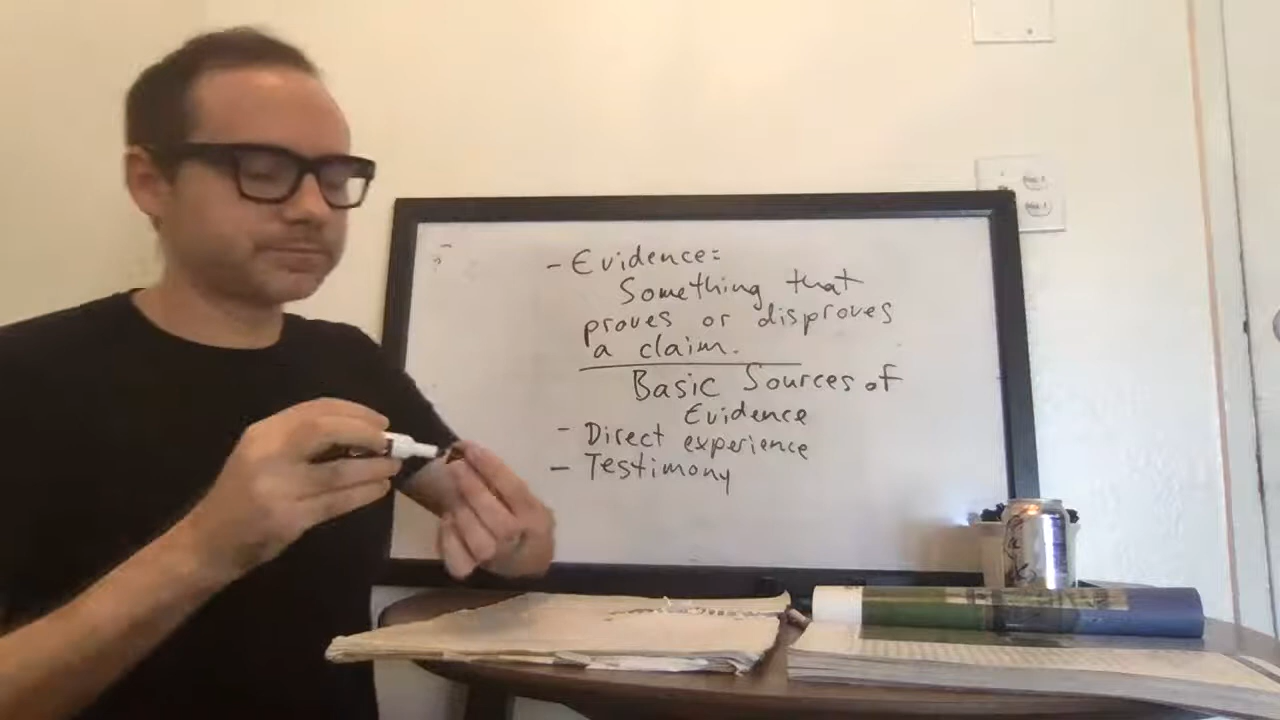 - Evidence:
Something that
proves or disproves
a claim.
Basic Sources of
Evidence
- Direct experience
- Testimony